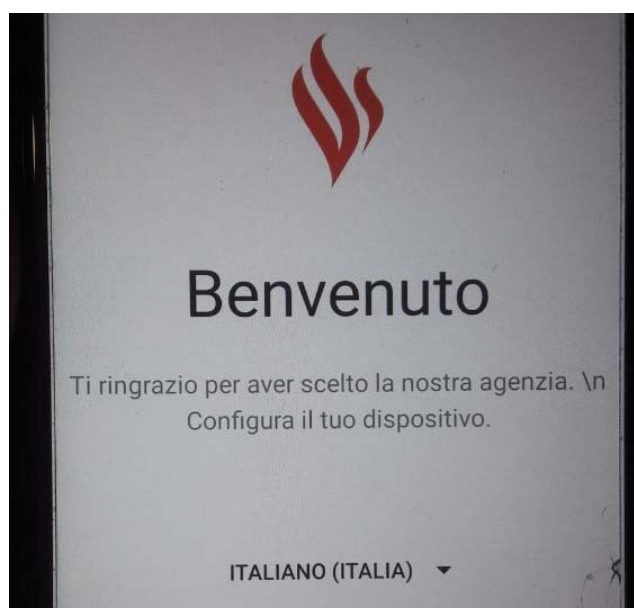 Benvenuto
Ti ringrazio per aver scelto la nostra agenzia. \n
Configura il tuo dispositivo.
ITALIANO (ITALIA)